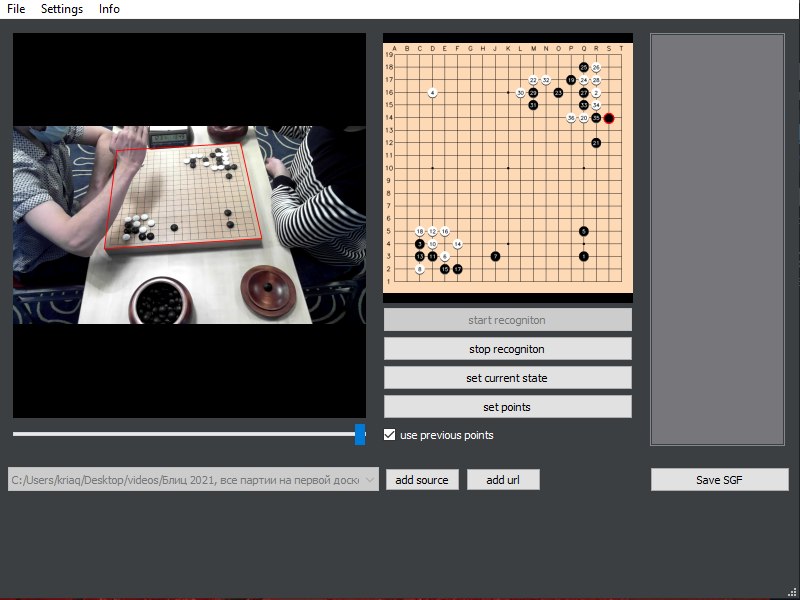 File Settings Info
A B C D E F G H J K L M N O P Q R S T
19
18 25 26
17 22 32 19 24 28
16 4 30 29 23 27 2
15 31 33 34
14 36 20 35
13
12 21
11
10
9
8
7
6
5 18 12 16 5
4 3 10 14
3 13 11 6 7 1
2 8 15 17
1
start recogniton
stop recogniton
set current state
set points
use previous points
C:/Users/kriaq/Desktop/videos/Блиц 2021, все партии на первой доск
add source
add url
Save SGF